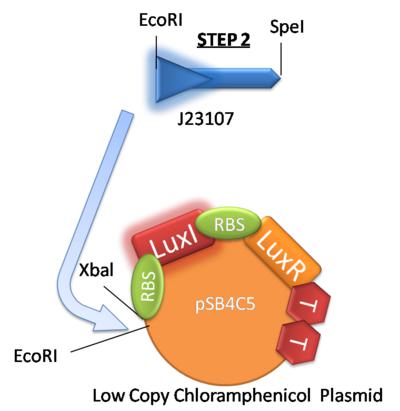 EcoRI
SpeI
STEP 2
J23107
LuxI
RBS
LuxR
RBS
XbaI
pSB4C5
T
T
EcoRI
Low Copy Chloramphenicol Plasmid